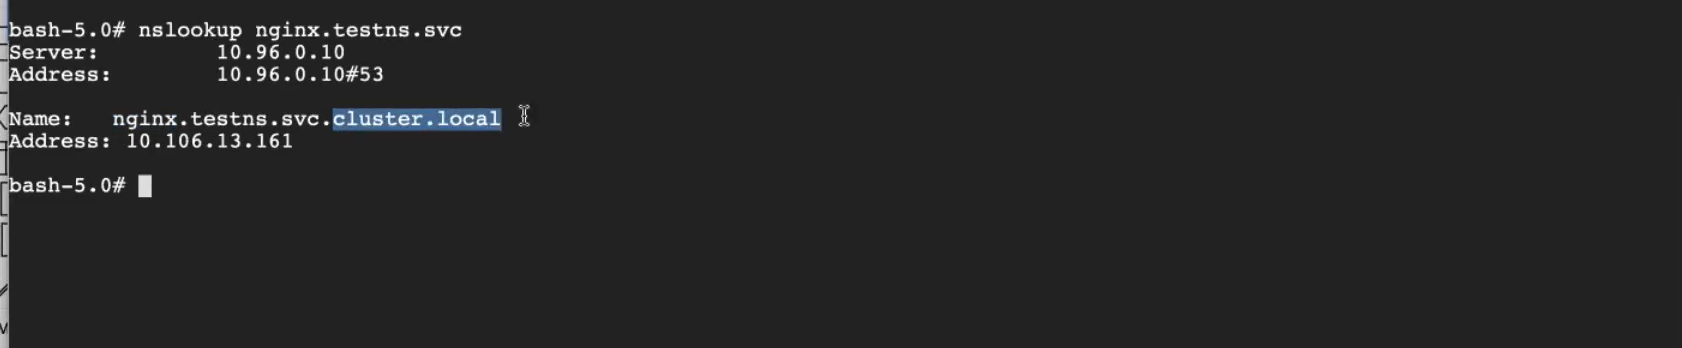 bash-5.0# nslookup nginx.testns.svc
Server:         10.96.0.10
Address:        10.96.0.10#53
Name:   nginx.testns.svc.cluster.local
Address: 10.106.13.161
bash-5.0#